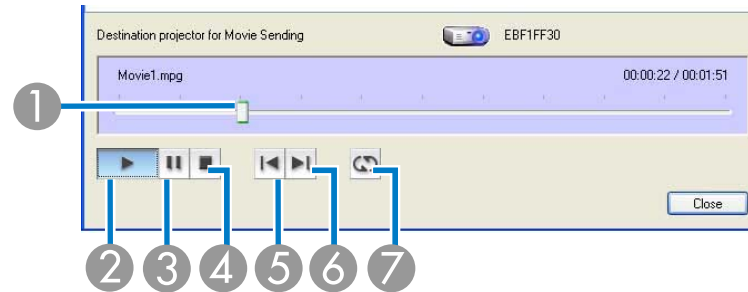 Destination projector for Movie Sending EBF1FF30
Movie1.mpg 00:00:22 / 00:01:51
1
Close
2 3 4 5 6 7